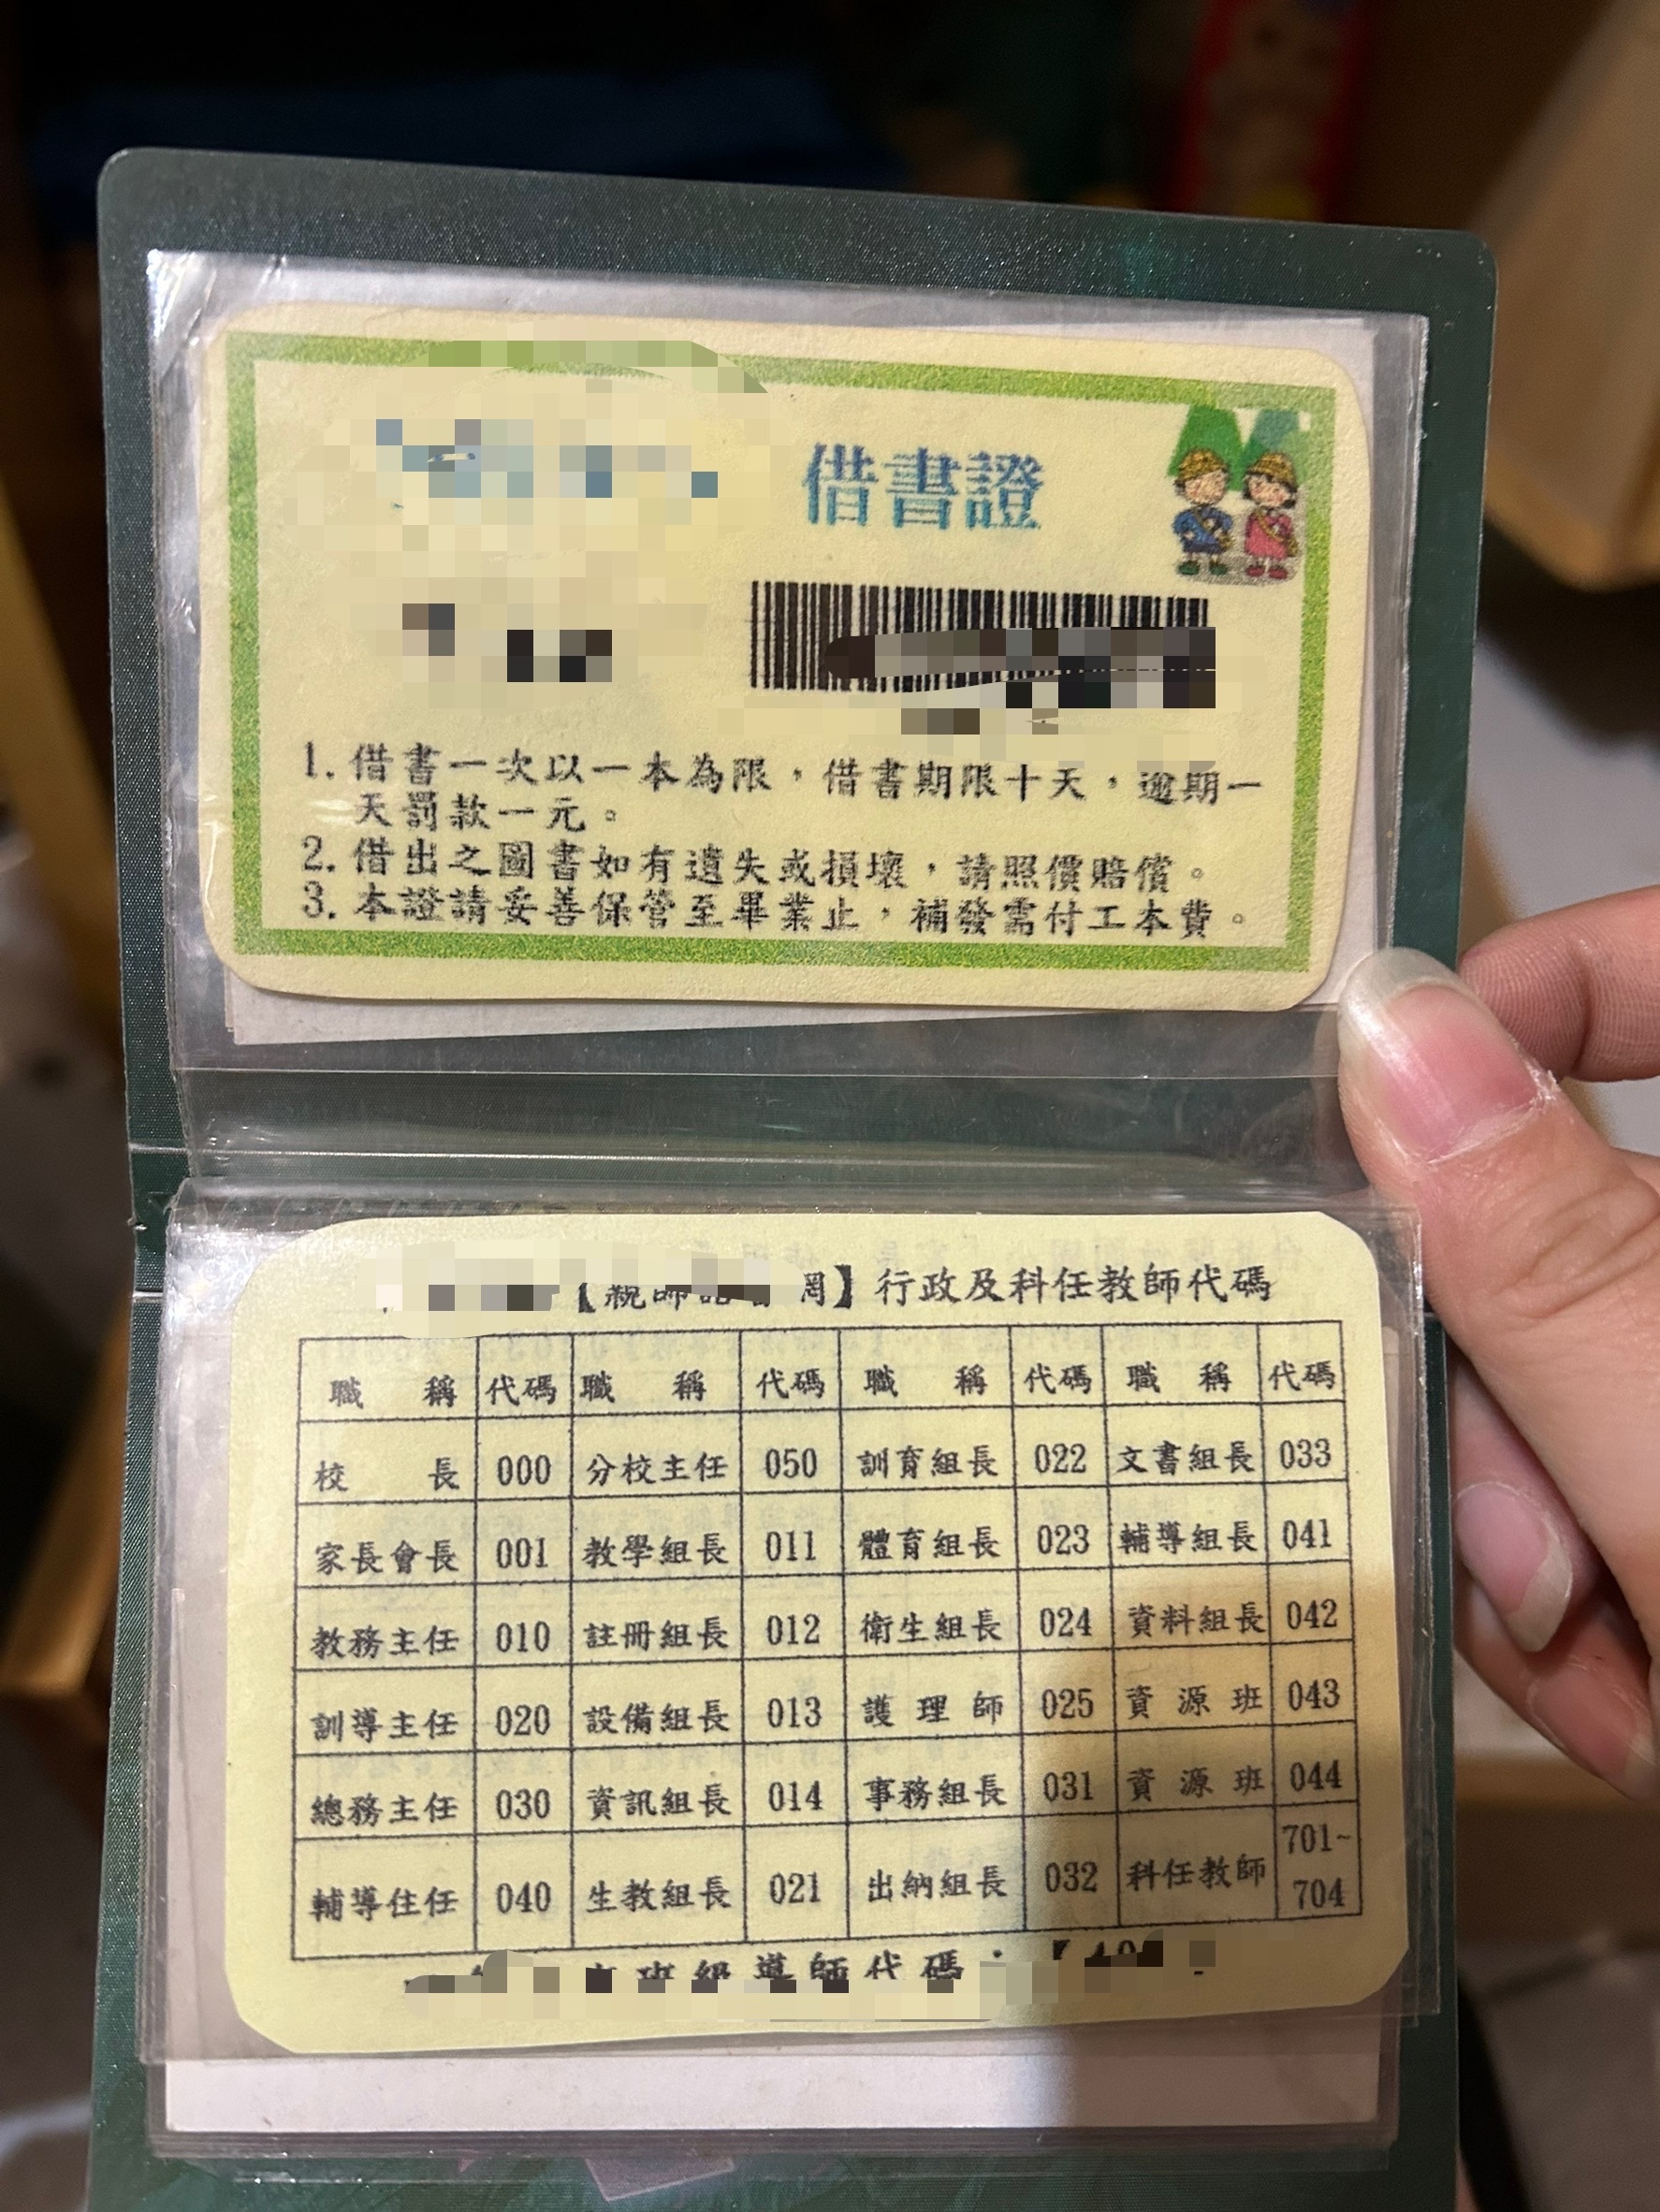 借書證
1. 借書一次以一本為限，借書期限十天，逾期一
天罰款一元。
2. 借出之圖書如有遺失或損壞，請照價賠償。
3. 本證請妥善保管至畢業止，補發需付工本費。
【親師 網】行政及科任教師代碼
職 稱 代碼 職 稱 代碼 職 稱 代碼 職 稱 代碼
校 長 000 分校主任 050 訓育組長 022 文書組長 033
家長會長 001 教學組長 011 體育組長 023 輔導組長 041
教務主任 010 註冊組長 012 衛生組長 024 資料組長 042
訓導主任 020 設備組長 013 護理師 025 資源班 043
總務主任 030 資訊組長 014 事務組長 031 資源班 044
輔導住任 040 生教組長 021 出納組長 032 科任教師 701~704
班級導師代碼：